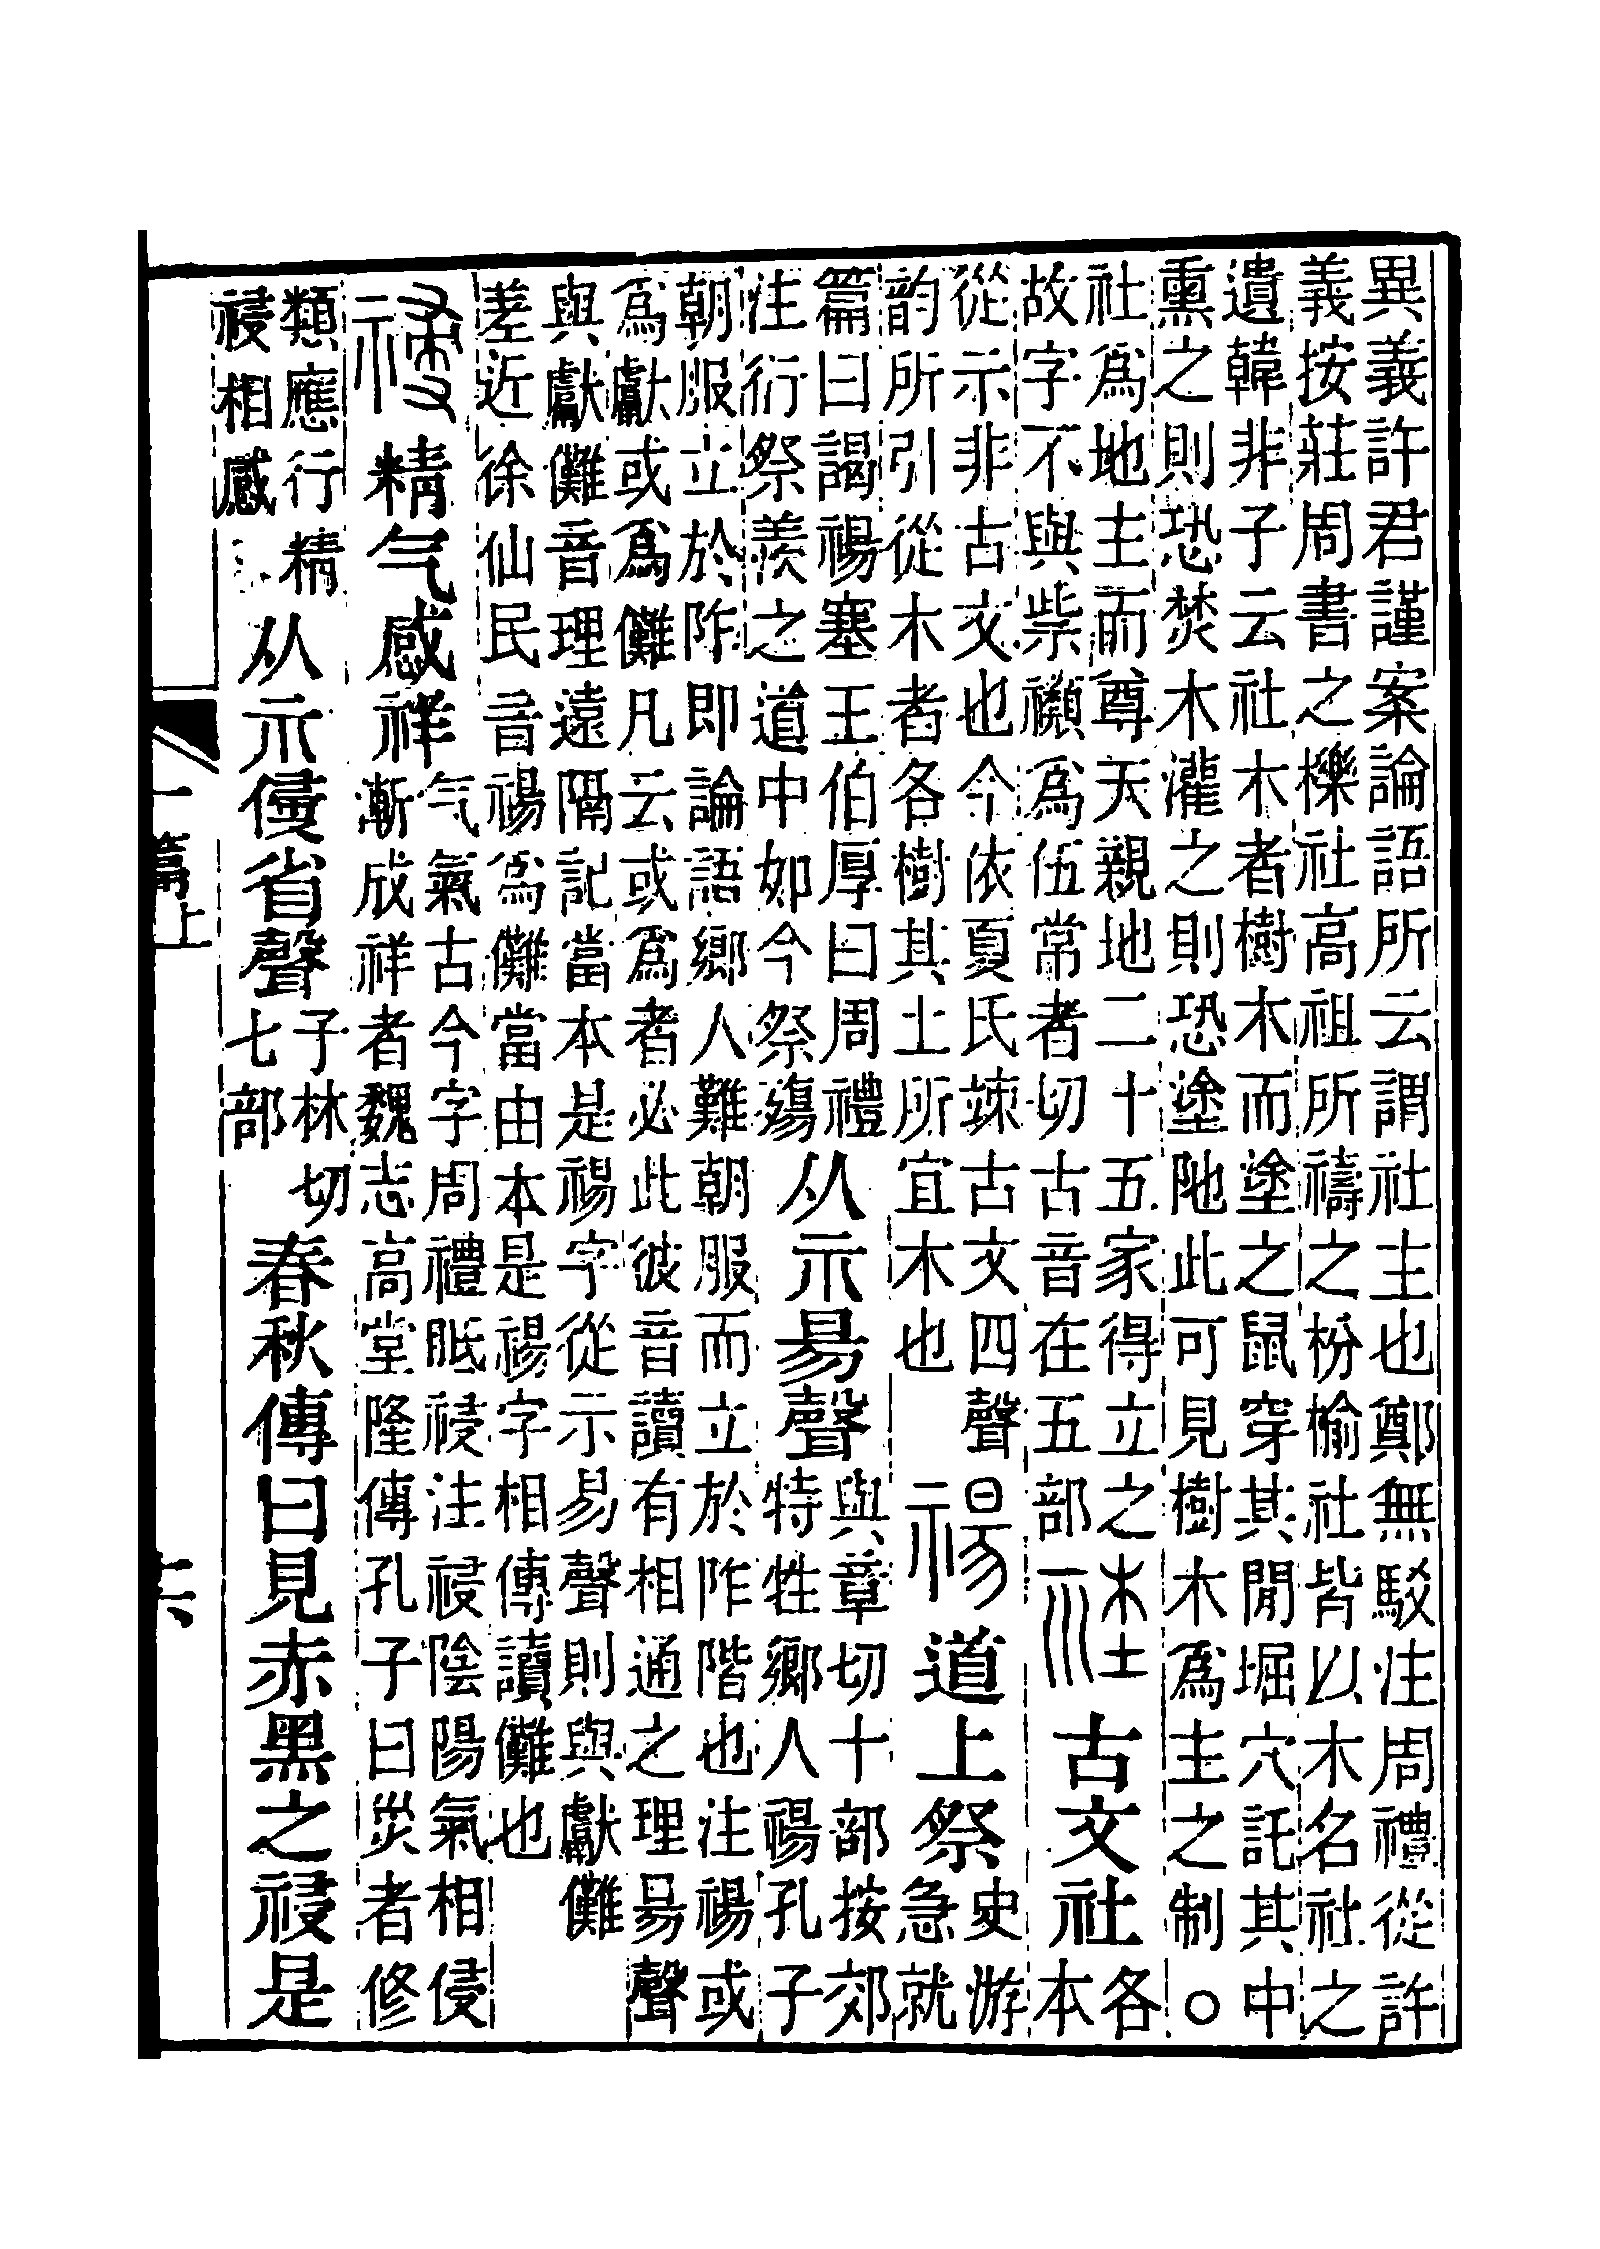 異義許君謹案論語所云謂社主也鄭無駁注周禮從許
義按莊周書之櫟社高祖所禱之枌榆社皆以木名社之
遺韓非子云社木者樹木而塗之鼠穿其閒堀穴託其中
熏之則恐焚木灌之則恐塗阤此可見樹木爲主之制○
社爲地主而尊天親地二十五家得立之
故字不與祡禷爲伍常者切古音在五部
古文社
各
本
從示非古文也今依夏氏竦古文四聲
韵所引從木者各樹其土所宜木也
禓道上祭
史游
急就
篇曰謁禓塞王伯厚曰周禮
注衍祭羨之道中如今祭殤
从示昜聲
與章切十部按郊
特牲鄉人禓孔子
朝服立於阼即論語鄉人難朝服而立於阼階也注禓或
爲獻或爲儺凡云或爲者必此彼音讀有相通之理昜聲
與獻儺音理遠隔記當本是禓字從示易聲則與獻儺
差近徐仙民音禓爲儺當由本是禓字相傳讀儺也
祲精气感祥
气氣古今字周禮眡祲注祲陰陽氣相侵
漸成祥者魏志高堂隆傳孔子曰災者修
類應行精
祲相感
从示侵省聲
子林切
七部
春秋傳曰見赤黑之祲是
一篇上
十六